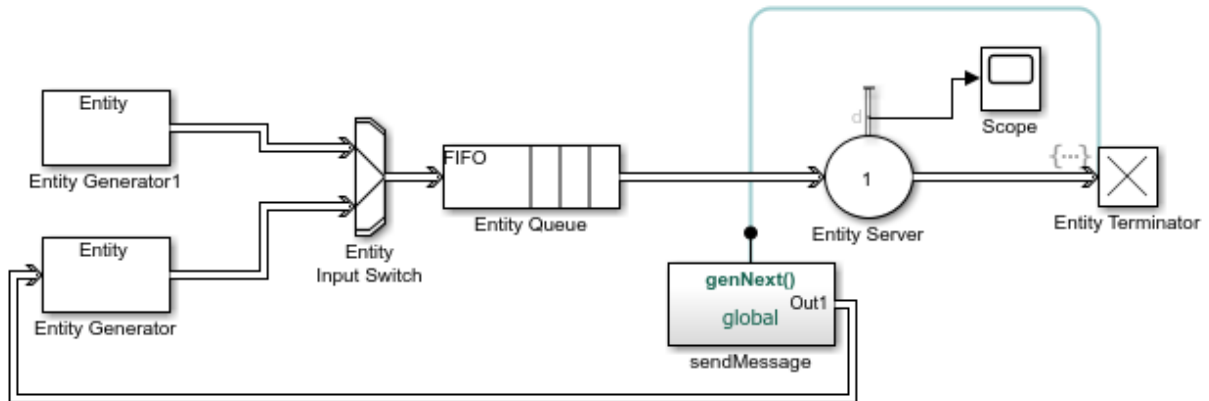 Entity
Entity Generator1
Entity
Entity Generator
Entity
Input Switch
FIFO
Entity Queue
d
1
Entity Server
Scope
{...}
Entity Terminator
genNext()
global
Out1
sendMessage